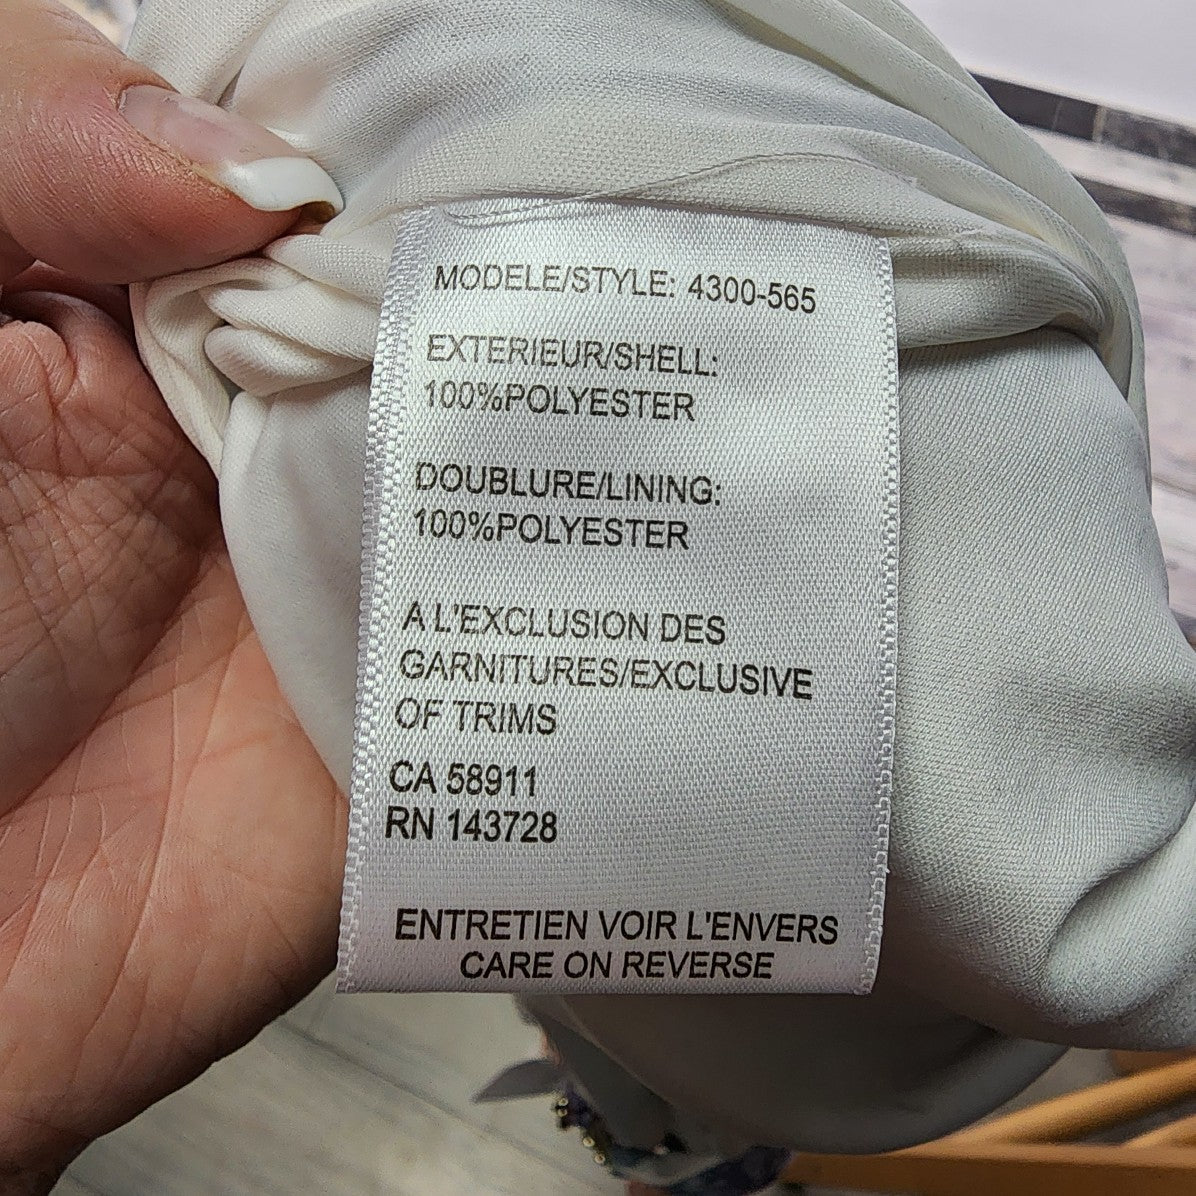 MODELE/STYLE: 4300-565
EXTERIEUR/SHELL:
100%POLYESTER
DOUBLURE/LINING:
100%POLYESTER
A L'EXCLUSION DES
GARNITURES/EXCLUSIVE
OF TRIMS
CA 58911
RN 143728
ENTRETIEN VOIR L'ENVERS
CARE ON REVERSE